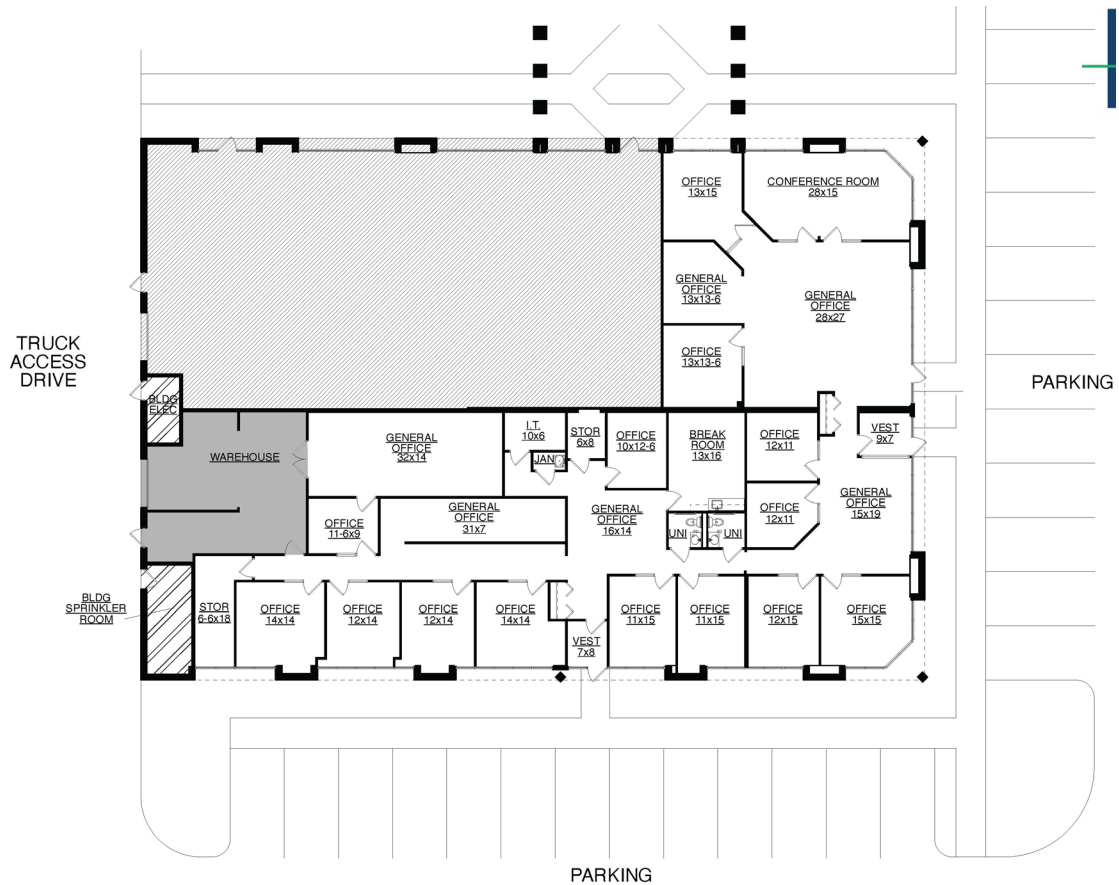 OFFICE
13x15
CONFERENCE ROOM
28x15
GENERAL
OFFICE
13x13-6
GENERAL
OFFICE
28x27
TRUCK
ACCESS
DRIVE
OFFICE
13x13-6
PARKING
BLDG
ELEC
WAREHOUSE
GENERAL
OFFICE
32x14
I.T.
10x6
JAN
STOR
6x8
OFFICE
10x12-6
BREAK
ROOM
13x16
OFFICE
12x11
VEST
9x7
OFFICE
11-6x9
GENERAL
OFFICE
31x7
GENERAL
OFFICE
16x14
UNI
UNI
OFFICE
12x11
GENERAL
OFFICE
15x19
BLDG
SPRINKLER
ROOM
STOR
6-6x18
OFFICE
14x14
OFFICE
12x14
OFFICE
12x14
OFFICE
14x14
VEST
7x8
OFFICE
11x15
OFFICE
11x15
OFFICE
12x15
OFFICE
15x15
PARKING